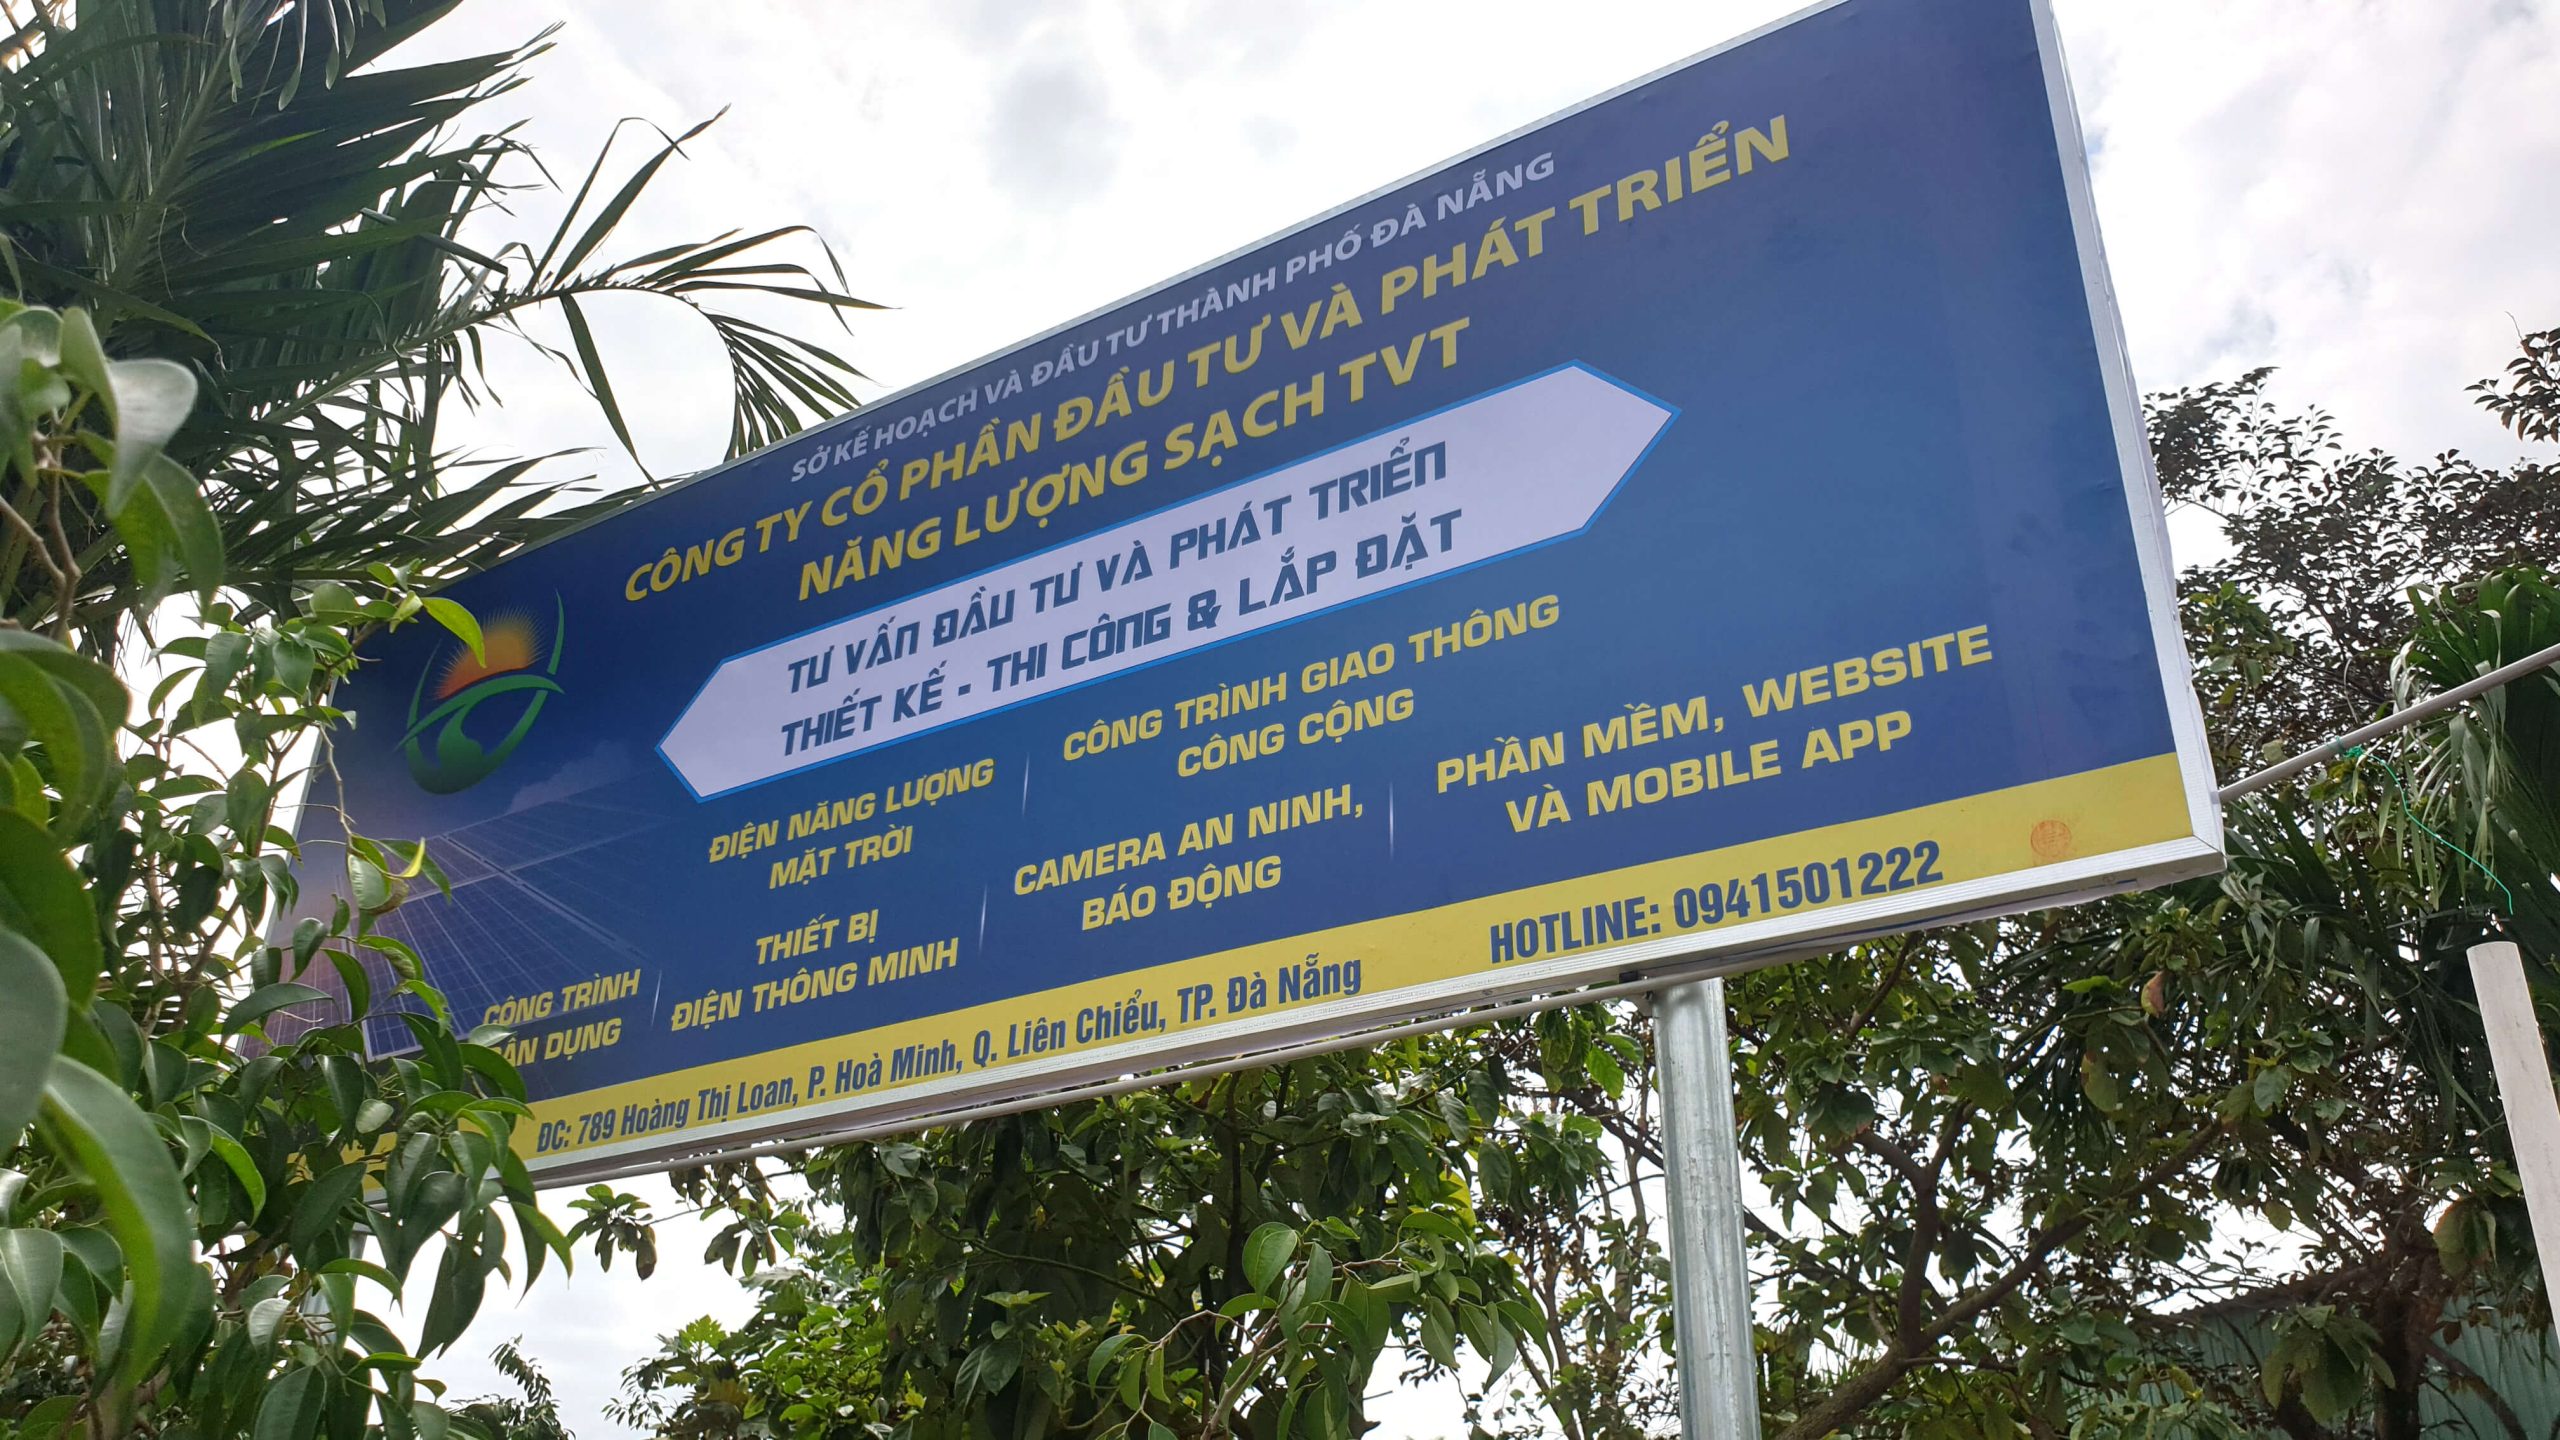 SỞ KẾ HOẠCH VÀ ĐẦU TƯ THÀNH PHỐ ĐÀ NẴNG
CÔNG TY CỔ PHẦN ĐẦU TƯ VÀ PHÁT TRIỂN
NĂNG LƯỢNG SẠCH TVT
TƯ VẤN ĐẦU TƯ VÀ PHÁT TRIỂN
THIẾT KẾ - THI CÔNG & LẮP ĐẶT
ĐIỆN NĂNG LƯỢNG
MẶT TRỜI
CÔNG TRÌNH GIAO THÔNG
CÔNG CỘNG
CÔNG TRÌNH
DÂN DỤNG
THIẾT BỊ
ĐIỆN THÔNG MINH
CAMERA AN NINH,
BÁO ĐỘNG
PHẦN MỀM, WEBSITE
VÀ MOBILE APP
ĐC: 789 Hoàng Thị Loan, P. Hoà Minh, Q. Liên Chiểu, TP. Đà Nẵng
HOTLINE: 0941501222